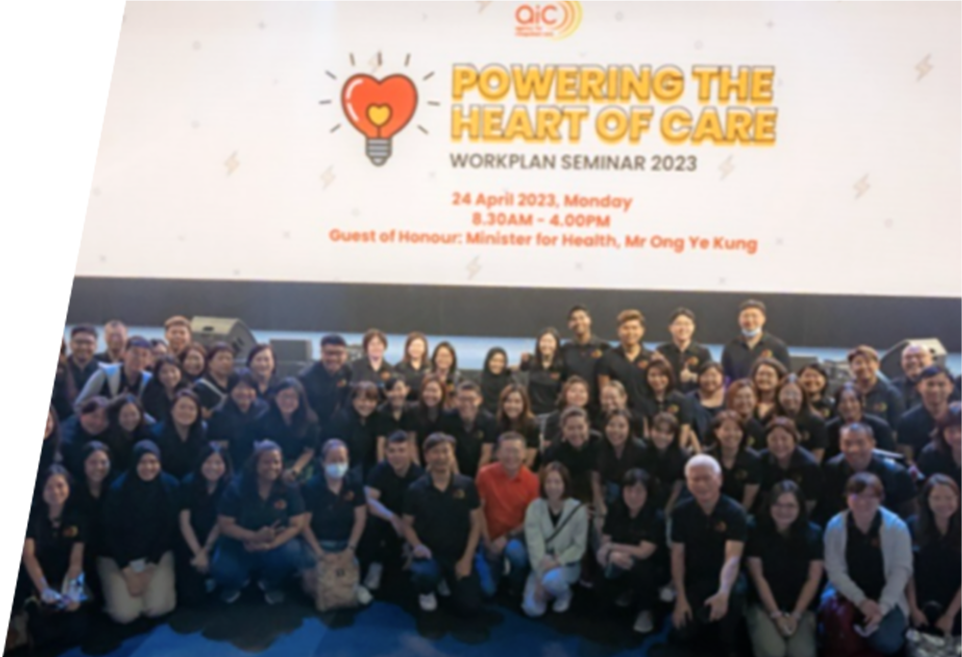 aic
POWERING THE
HEART OF CARE
WORKPLAN SEMINAR 2023
24 April 2023, Monday
8.30AM - 4.00PM
Guest of Honour: Minister for Health, Mr Ong Ye Kung